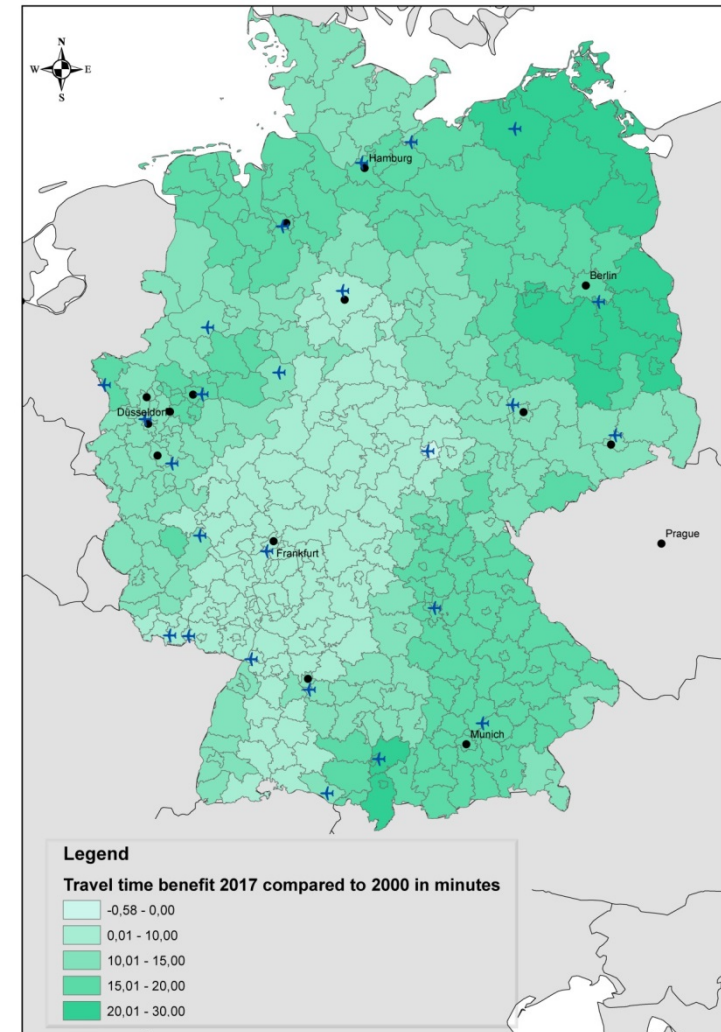 N
W E
S
Hamburg
Berlin
Düsseldorf
Prague
Frankfurt
Munich
Legend
Travel time benefit 2017 compared to 2000 in minutes
-0,58 - 0,00
0,01 - 10,00
10,01 - 15,00
15,01 - 20,00
20,01 - 30,00